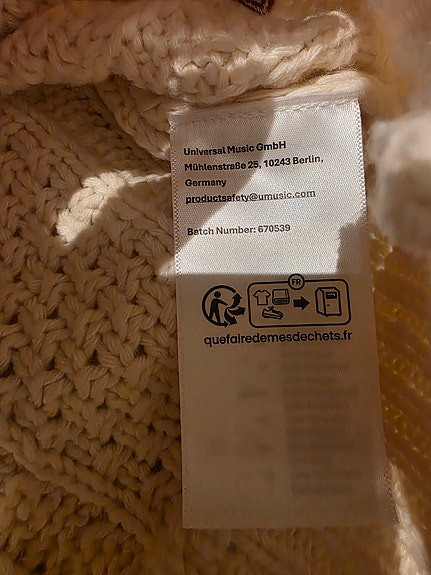 Universal Music GmbH
Mühlenstraße 25, 10243 Berlin,
Germany
productsafety@umusic.com
Batch Number: 670539
FR
quefairedemesdechets.fr